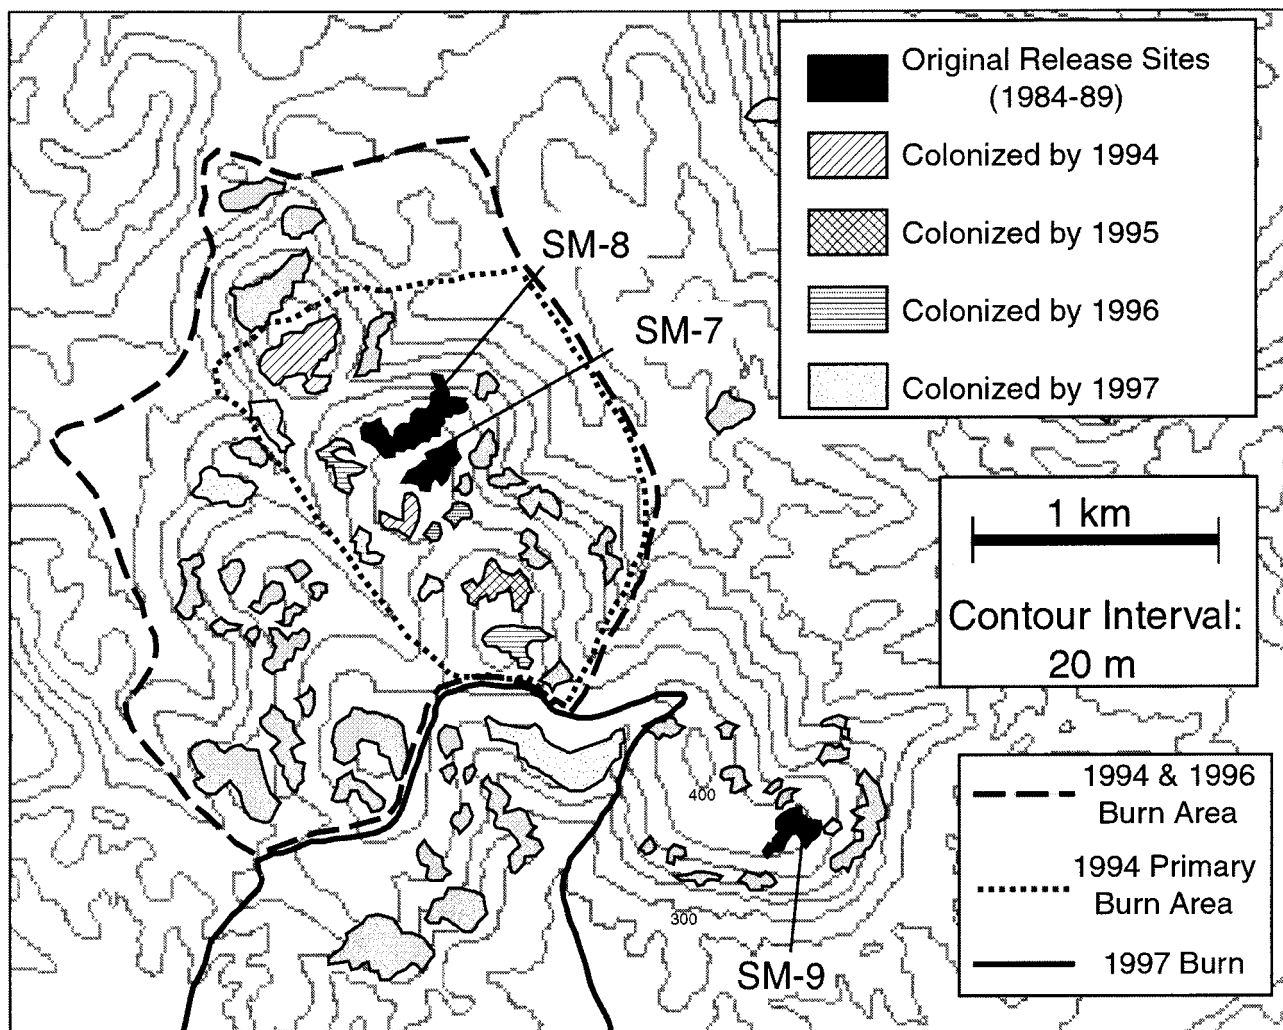 Original Release Sites
(1984-89)
Colonized by 1994
Colonized by 1995
Colonized by 1996
Colonized by 1997
SM-8
SM-7
1 km
Contour Interval:
20 m
400
300
SM-9
1994 & 1996
Burn Area
1994 Primary
Burn Area
1997 Burn